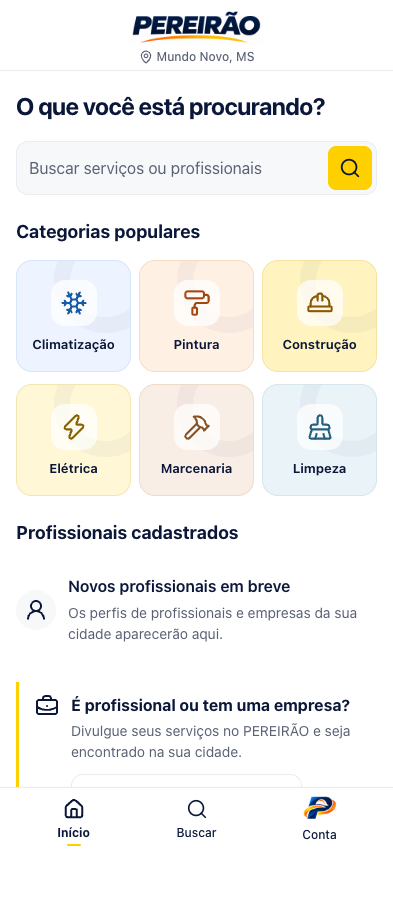 PEREIRÃO
Mundo Novo, MS
O que você está procurando?
Buscar serviços ou profissionais
Categorias populares
Climatização
Pintura
Construção
Elétrica
Marcenaria
Limpeza
Profissionais cadastrados
Novos profissionais em breve
Os perfis de profissionais e empresas da sua
cidade aparecerão aqui.
É profissional ou tem uma empresa?
Divulgue seus serviços no PEREIRÃO e seja
encontrado na sua cidade.
Início
Buscar
Conta